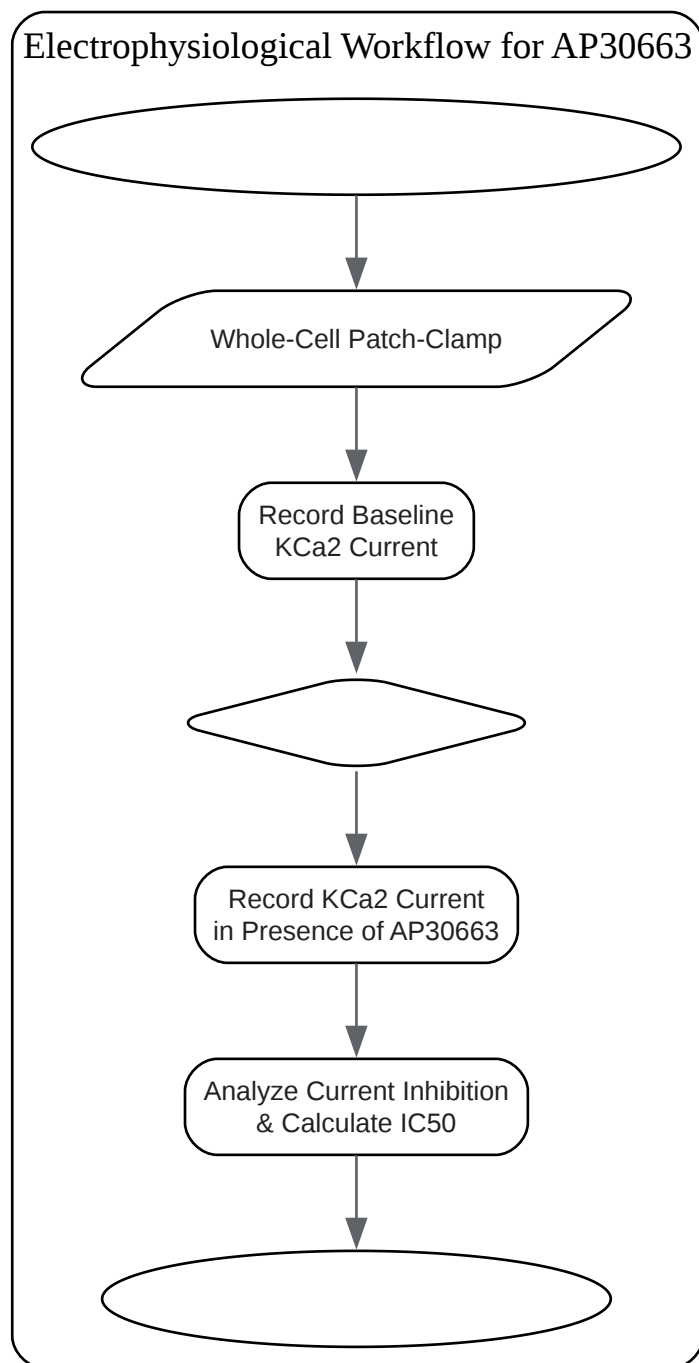 Electrophysiological Workflow for AP30663
Whole-Cell Patch-Clamp
Record Baseline
KCa2 Current
Record KCa2 Current
in Presence of AP30663
Analyze Current Inhibition
& Calculate IC50